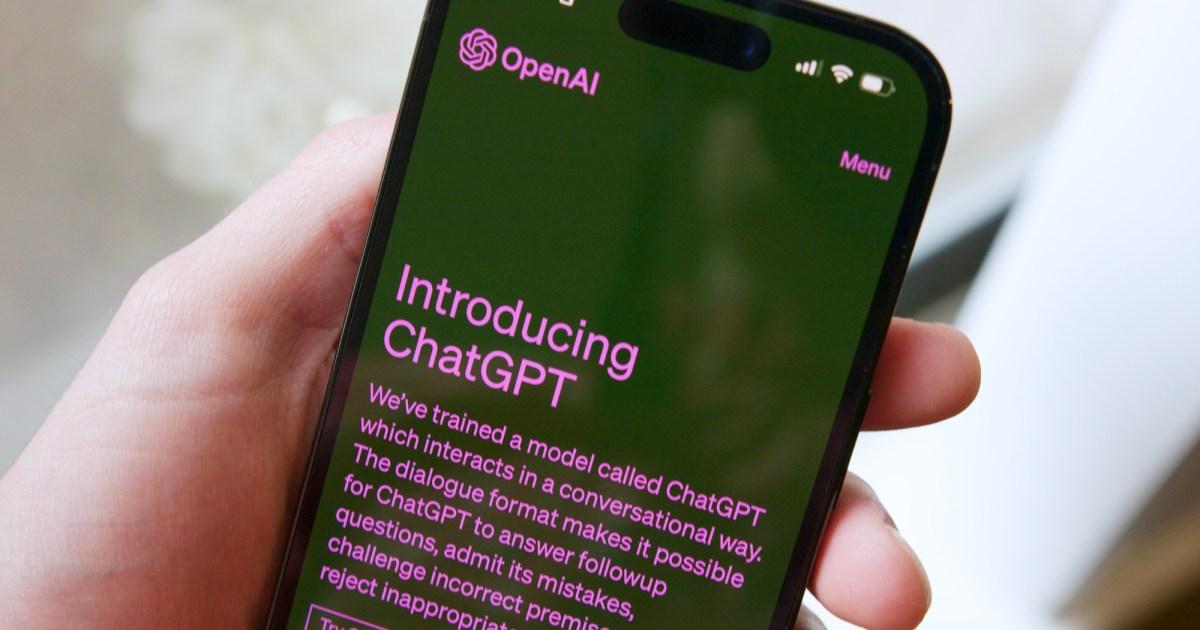 OpenAI
Menu
Introducing
ChatGPT
We've trained a model called ChatGPT
which interacts in a conversational way.
The dialogue format makes it possible
for ChatGPT to answer followup
questions, admit its mistakes,
challenge incorrect
reject